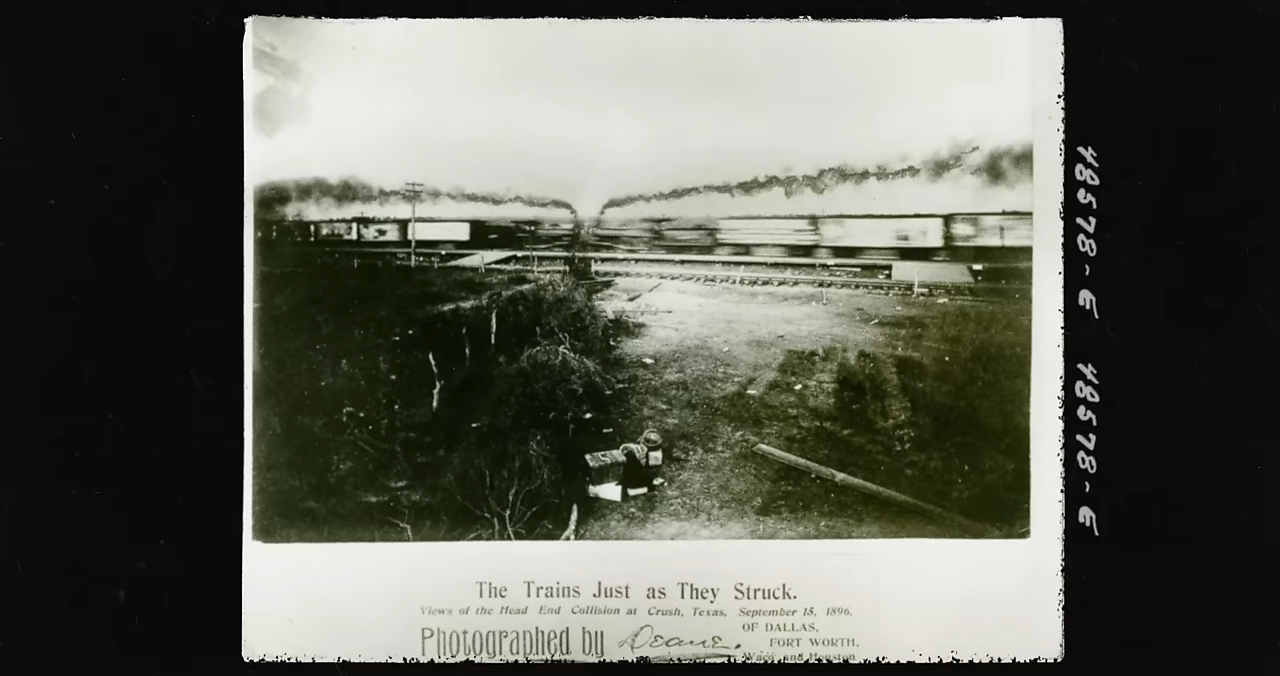 The Trains Just as They Struck.
Views of the Head End Collision at Crush, Texas, September 15, 1896.
Photographed by Deane.
OF DALLAS,
FORT WORTH,
Waco and Houston
48578-E 48578-E